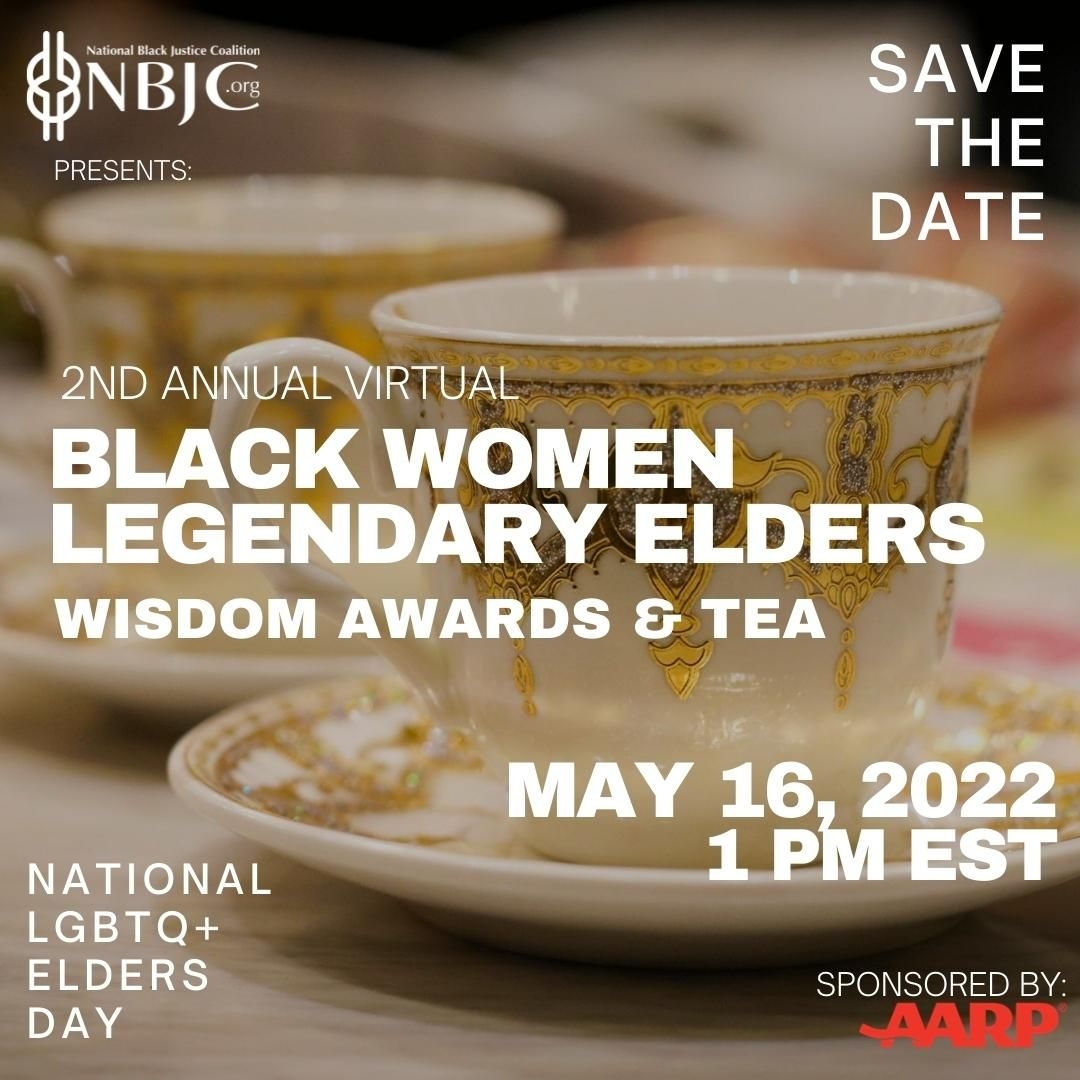 National Black Justice Coalition
NBJC.org
PRESENTS:
SAVE
THE
DATE
2ND ANNUAL VIRTUAL
BLACK WOMEN
LEGENDARY ELDERS
WISDOM AWARDS & TEA
MAY 16, 2022
1 PM EST
NATIONAL
LGBTQ+
ELDERS
DAY
SPONSORED BY:
AARP®